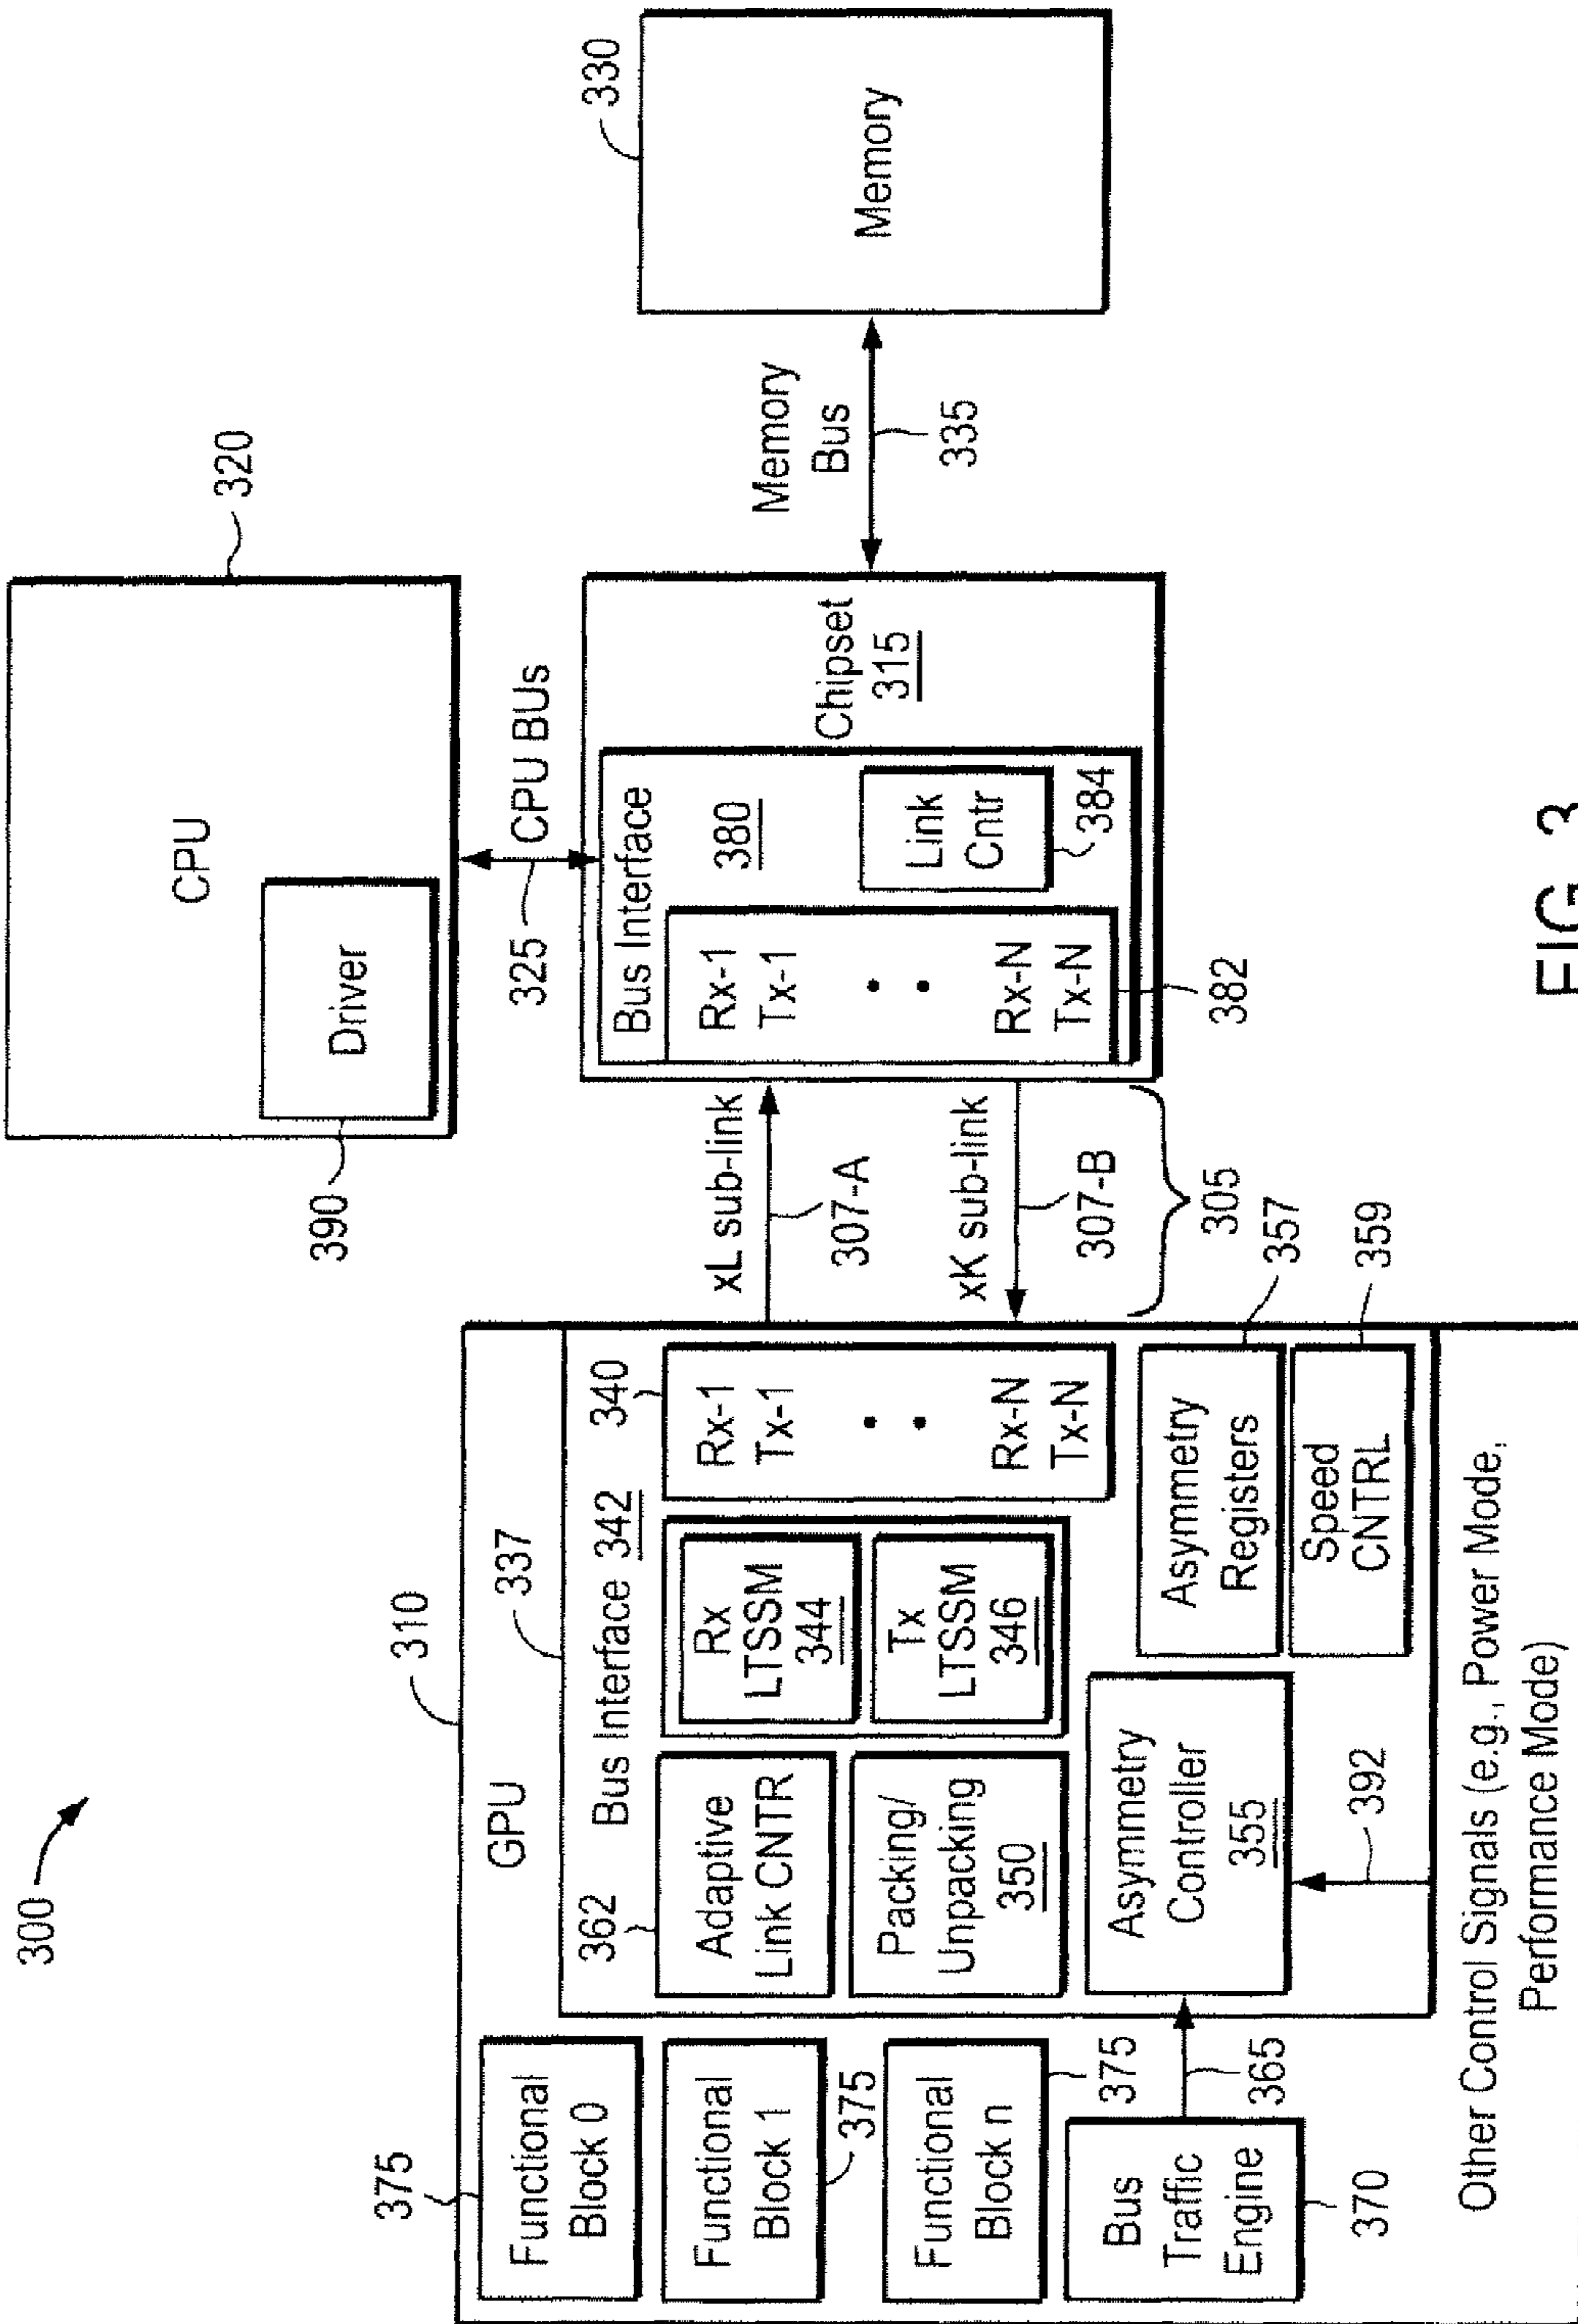 300
310
GPU
337
375
Functional
Block 0
Functional
Block 1
375
Functional
Block n
375
Bus
Traffic
Engine
370
365
Bus Interface 342
362
Adaptive
Link CNTR
Packing/
Unpacking
350
Rx
LTSSM
344
Tx
LTSSM
346
340
Rx-1
Tx-1
Rx-N
Tx-N
Asymmetry
Controller
355
392
Asymmetry
Registers
357
Speed
CNTRL
359
Other Control Signals (e.g., Power Mode,
Performance Mode)
xL sub-link
307-A
xK sub-link
307-B
305
CPU
320
Driver
390
325
CPU BUs
Chipset
315
Bus Interface
380
Rx-1
Tx-1
Rx-N
Tx-N
382
Link
Cntr
384
Memory
Bus
335
330
Memory
FIG. 3